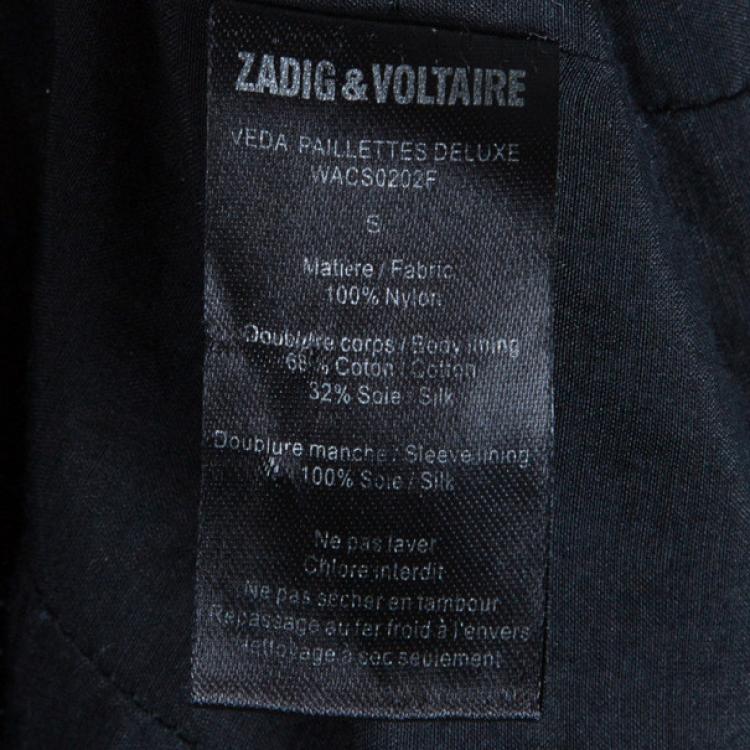 ZADIG & VOLTAIRE
VEDA PAILLETTES DELUXE
WACS0202F
S
Matiere / Fabric
100% Nylon
Doublure corps / Body lining
68% Coton / Cotton
32% Soie / Silk
Doublure manche / Sleeve lining
100% Soie / Silk
Ne pas laver
Chlore interdit
Ne pas sécher en tambour
Repassage au fer froid à l'envers
Nettoyage à sec seulement